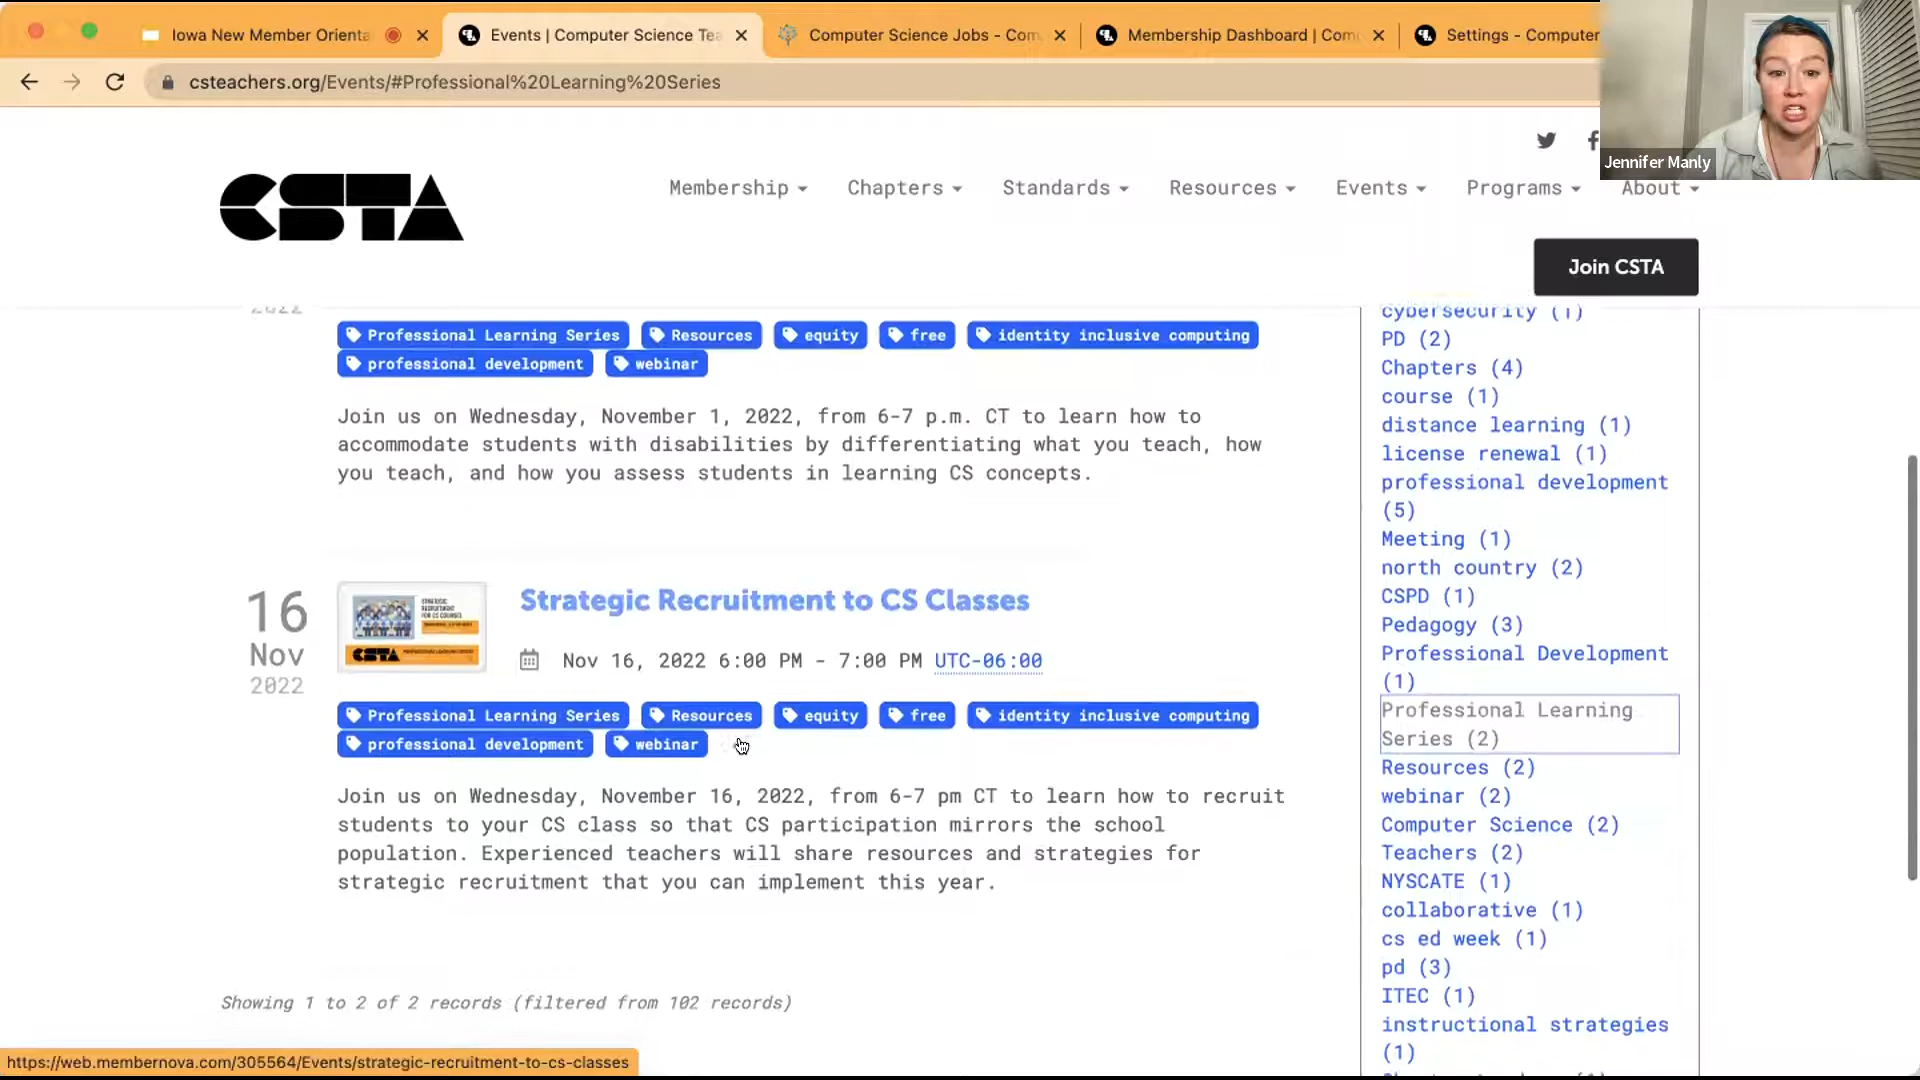 Iowa New Member Orienta
Events | Computer Science Tea
Computer Science Jobs - Com
Membership Dashboard | Com
Settings - Computer
csteachers.org/Events/#Professional%20Learning%20Series
Jennifer Manly
CSTA
Membership
Chapters
Standards
Resources
Events
Programs
About
Join CSTA
2022
Professional Learning Series
Resources
equity
free
identity inclusive computing
professional development
webinar
Join us on Wednesday, November 1, 2022, from 6-7 p.m. CT to learn how to
accommodate students with disabilities by differentiating what you teach, how
you teach, and how you assess students in learning CS concepts.
16
Nov
2022
STRATEGIC
RECRUITMENT
FOR CS COURSES
CSTA
Strategic Recruitment to CS Classes
Nov 16, 2022 6:00 PM - 7:00 PM UTC-06:00
Professional Learning Series
Resources
equity
free
identity inclusive computing
professional development
webinar
Join us on Wednesday, November 16, 2022, from 6-7 pm CT to learn how to recruit
students to your CS class so that CS participation mirrors the school
population. Experienced teachers will share resources and strategies for
strategic recruitment that you can implement this year.
Showing 1 to 2 of 2 records (filtered from 102 records)
cybersecurity (1)
PD (2)
Chapters (4)
course (1)
distance learning (1)
license renewal (1)
professional development
(5)
Meeting (1)
north country (2)
CSPD (1)
Pedagogy (3)
Professional Development
(1)
Professional Learning
Series (2)
Resources (2)
webinar (2)
Computer Science (2)
Teachers (2)
NYSCATE (1)
collaborative (1)
cs ed week (1)
pd (3)
ITEC (1)
instructional strategies
(1)
https://web.membernova.com/305564/Events/strategic-recruitment-to-cs-classes